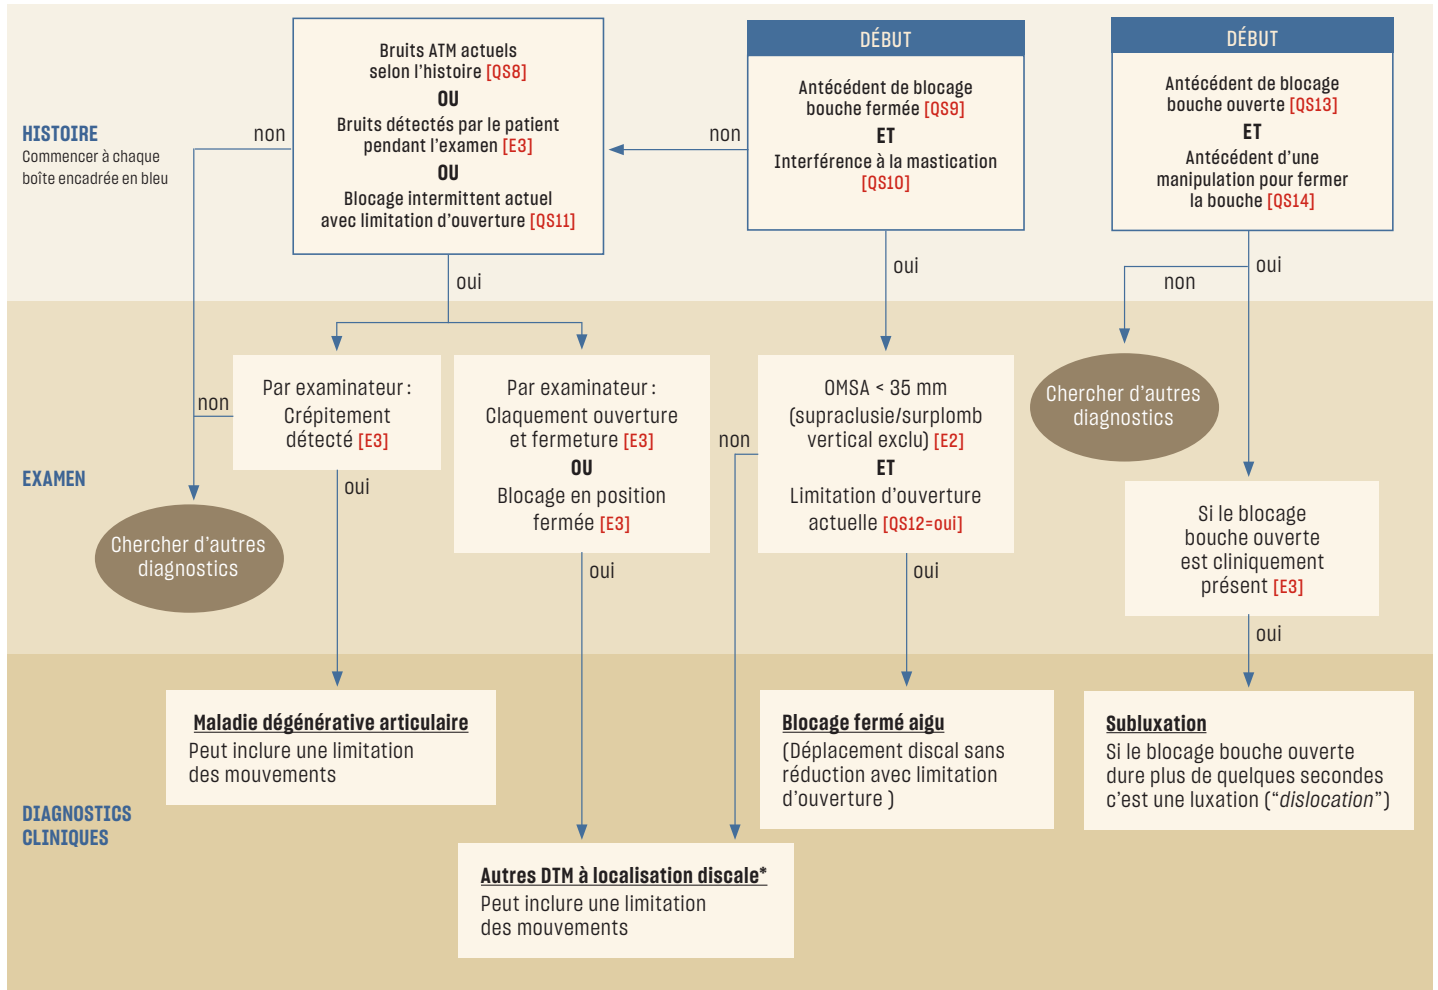 HISTOIRE
Commencer à chaque
boîte encadrée en bleu
non
Bruits ATM actuels
selon l'histoire [QS8]
OU
Bruits détectés par le patient
pendant l'examen [E3]
OU
Blocage intermittent actuel
avec limitation d'ouverture [QS11]
oui
non
DÉBUT
Antécédent de blocage
bouche fermée [QS9]
ET
Interférence à la mastication
[QS10]
oui
DÉBUT
Antécédent de blocage
bouche ouverte [QS13]
ET
Antécédent d'une
manipulation pour fermer
la bouche [QS14]
oui
non
EXAMEN
non
Par examinateur :
Crépitement
détecté [E3]
oui
Chercher d'autres
diagnostics
Par examinateur :
Claquement ouverture
et fermeture [E3]
OU
Blocage en position
fermée [E3]
oui
non
OMSA < 35 mm
(supraclusie/surplomb
vertical exclu) [E2]
ET
Limitation d'ouverture
actuelle [QS12=oui]
oui
Chercher d'autres
diagnostics
Si le blocage
bouche ouverte
est cliniquement
présent [E3]
oui
DIAGNOSTICS
CLINIQUES
Maladie dégénérative articulaire
Peut inclure une limitation
des mouvements
Autres DTM à localisation discale*
Peut inclure une limitation
des mouvements
Blocage fermé aigu
(Déplacement discal sans
réduction avec limitation
d'ouverture )
Subluxation
Si le blocage bouche ouverte
dure plus de quelques secondes
c'est une luxation (“dislocation”)